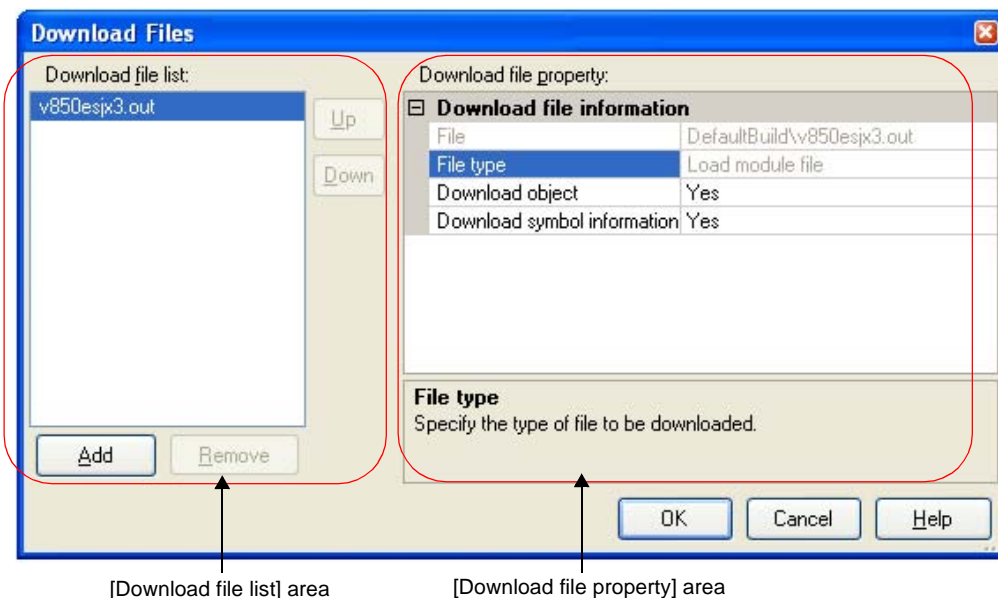 Download Files
Download file list:
v850esjx3.out
Up
Down
Add
Remove
Download file property:
Download file information
File DefaultBuild\v850esjx3.out
File type Load module file
Download object Yes
Download symbol information Yes
File type
Specify the type of file to be downloaded.
OK Cancel Help
[Download file list] area
[Download file property] area